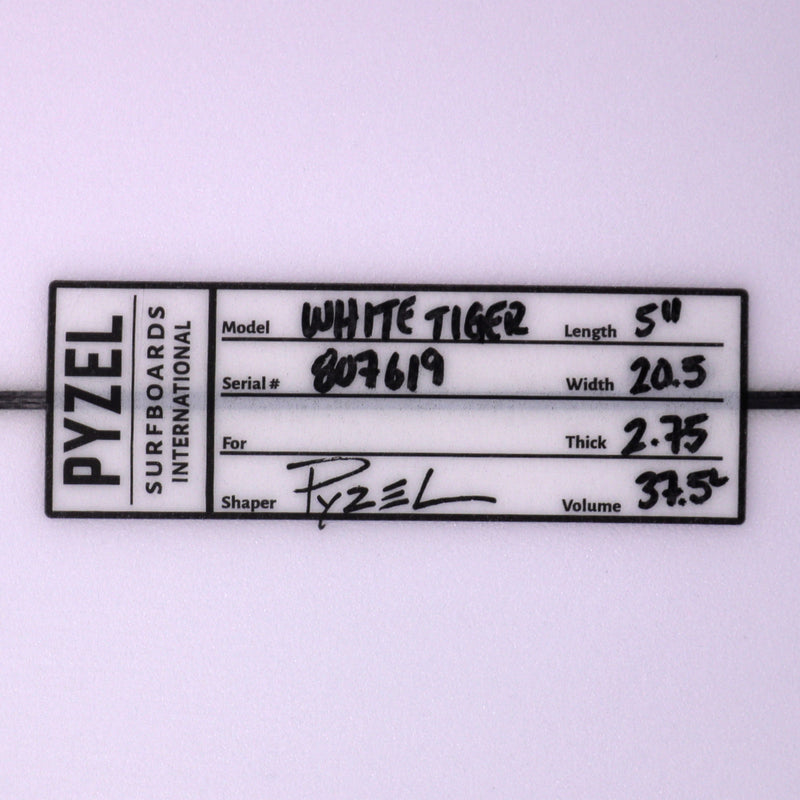 PYZEL
SURFBOARDS
INTERNATIONAL
Model WHITE TIGER Length 5"
Serial # 807619 Width 20.5
For Thick 2.75
Shaper PYZEL Volume 37.5L